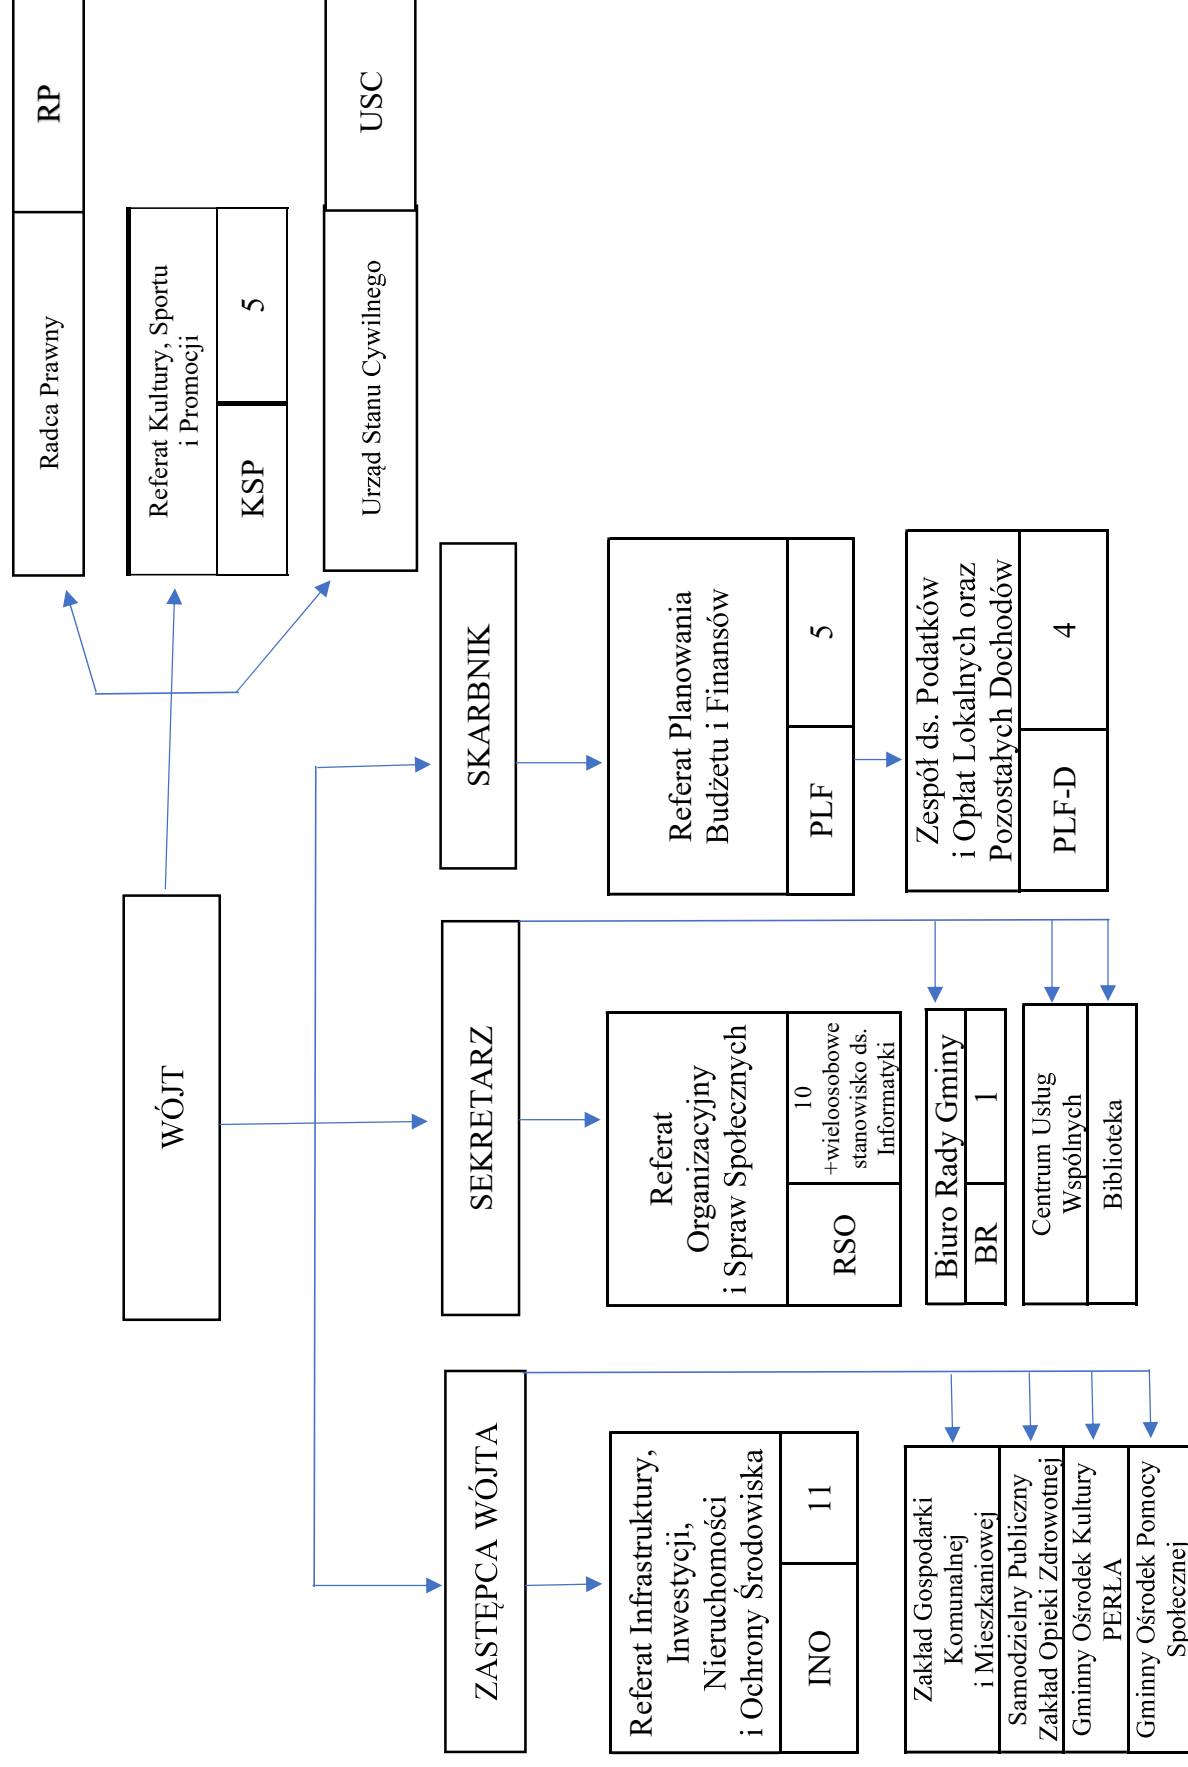 WÓJT
Radca Prawny
RP
Referat Kultury, Sportu
i Promocji
KSP
5
Urząd Stanu Cywilnego
USC
ZASTĘPCA WÓJTA
SEKRETARZ
SKARBNIK
Referat Infrastruktury,
Inwestycji,
Nieruchomości
i Ochrony Środowiska
INO
11
Zakład Gospodarki
Komunalnej
i Mieszkaniowej
Samodzielny Publiczny
Zakład Opieki Zdrowotnej
Gminny Ośrodek Kultury
PERŁA
Gminny Ośrodek Pomocy
Społecznej
Referat
Organizacyjny
i Spraw Społecznych
RSO
10
+wieloosobowe
stanowisko ds.
Informatyki
Biuro Rady Gminy
BR
1
Centrum Usług
Wspólnych
Biblioteka
Referat Planowania
Budżetu i Finansów
PLF
5
Zespół ds. Podatków
i Opłat Lokalnych oraz
Pozostałych Dochodów
PLF-D
4